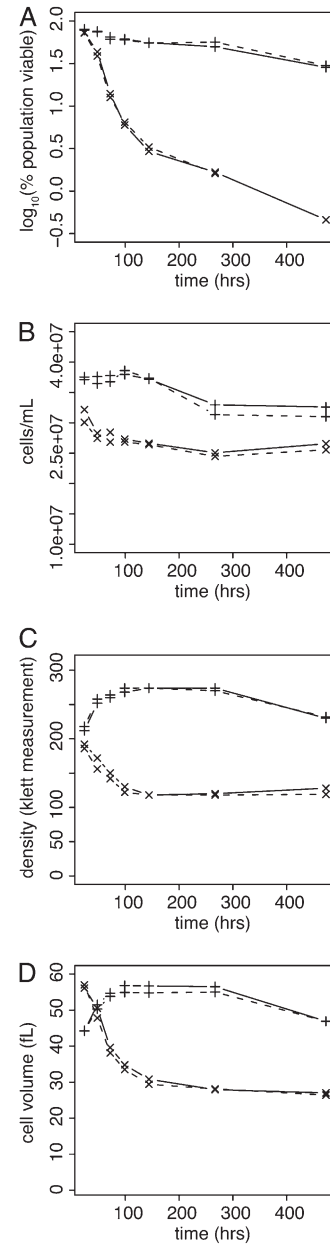 A
log10(% population viable)
2.0
1.5
1.0
0.5
0.0
−0.5
100 200 300 400
time (hrs)
B
cells/mL
4.0e+07
2.5e+07
1.0e+07
100 200 300 400
time (hrs)
C
density (klett measurement)
300
200
100
50
0
100 200 300 400
time (hrs)
D
cell volume (fL)
60
50
40
30
20
10
0
100 200 300 400
time (hrs)